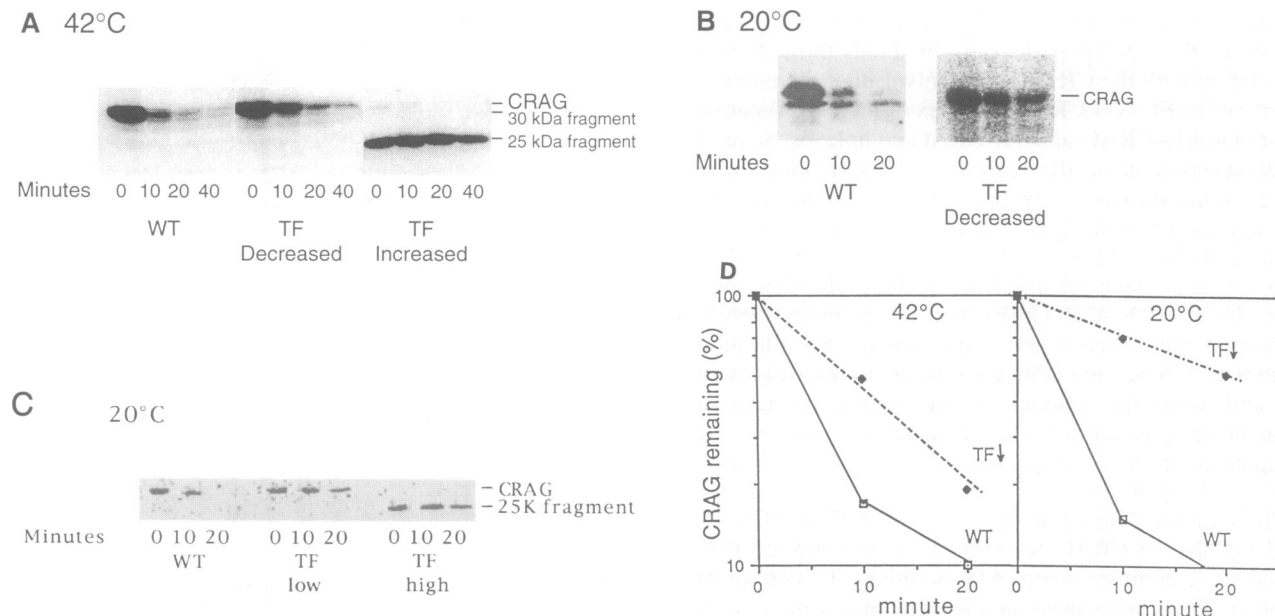 A 42°C
CRAG
30 kDa fragment
25 kDa fragment
Minutes 0 10 20 40 0 10 20 40 0 10 20 40
WT TF Decreased TF Increased
B 20°C
CRAG
Minutes 0 10 20 0 10 20
WT TF Decreased
C 20°C
CRAG
25K fragment
Minutes 0 10 20 0 10 20 0 10 20
WT TF low TF high
D
CRAG remaining (%)
100
10
42°C
TF↓
WT
0 10 20
minute
20°C
TF↓
WT
0 10 20
minute